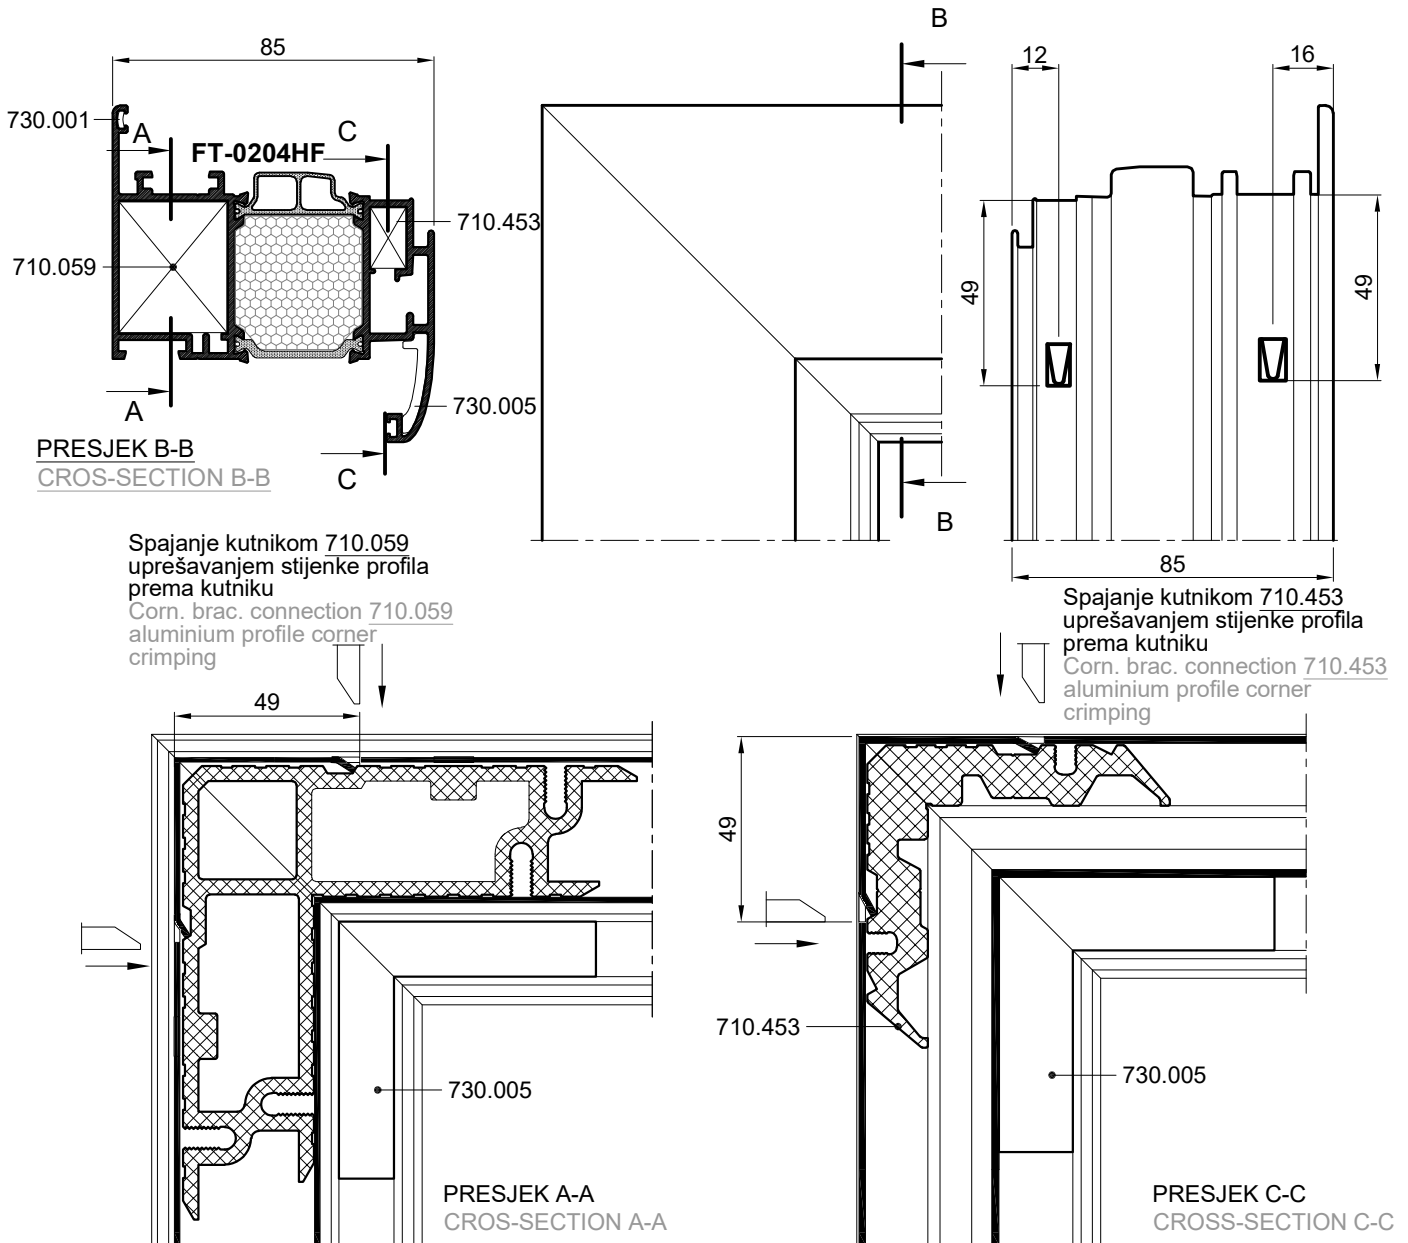 85
730.001
A
C
FT-0204HF
710.453
710.059
A
730.005
C
PRESJEK B-B
CROS-SECTION B-B
B
B
12
16
49
49
85
Spajanje kutnikom 710.059
uprešavanjem stijenke profila
prema kutniku
Corn. brac. connection 710.059
aluminium profile corner
crimping
Spajanje kutnikom 710.453
uprešavanjem stijenke profila
prema kutniku
Corn. brac. connection 710.453
aluminium profile corner
crimping
49
730.005
PRESJEK A-A
CROS-SECTION A-A
49
710.453
730.005
PRESJEK C-C
CROSS-SECTION C-C